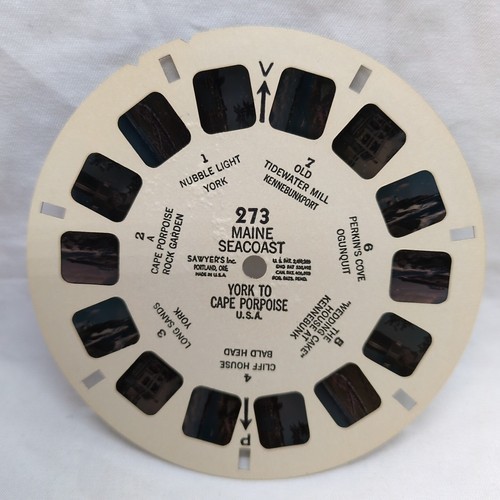 V
1
NUBBLE LIGHT
YORK
7
OLD
TIDEWATER MILL
KENNEBUNKPORT
273
MAINE
SEACOAST
SAWYER'S Inc.
PORTLAND, ORE.
MADE IN U.S.A.
YORK TO
CAPE PORPOISE
U.S.A.
2
A
CAPE PORPOISE
ROCK GARDEN
6
PERKIN'S COVE
OGUNQUIT
3
LONG SANDS
YORK
5
THE
"WEDDING CAKE"
HOUSE AT
KENNEBUNK
4
CLIFF HOUSE
BALD HEAD
P